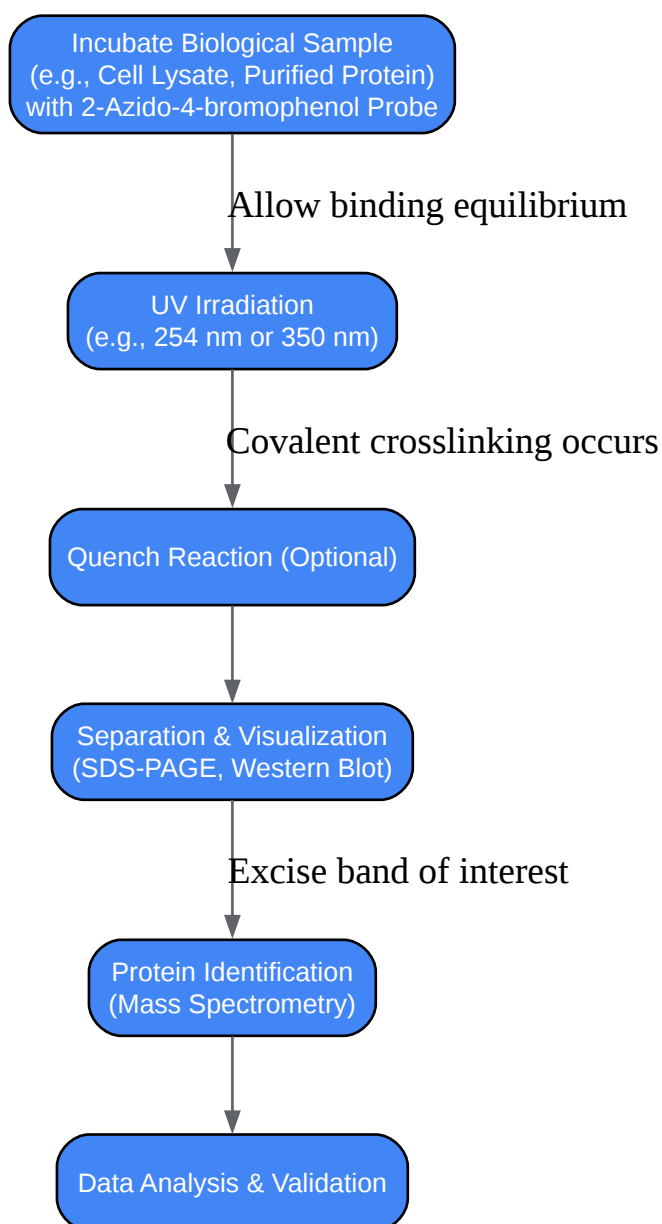 Incubate Biological Sample
(e.g., Cell Lysate, Purified Protein)
with 2-Azido-4-bromophenol Probe
Allow binding equilibrium
UV Irradiation
(e.g., 254 nm or 350 nm)
Covalent crosslinking occurs
Quench Reaction (Optional)
Separation & Visualization
(SDS-PAGE, Western Blot)
Excise band of interest
Protein Identification
(Mass Spectrometry)
Data Analysis & Validation